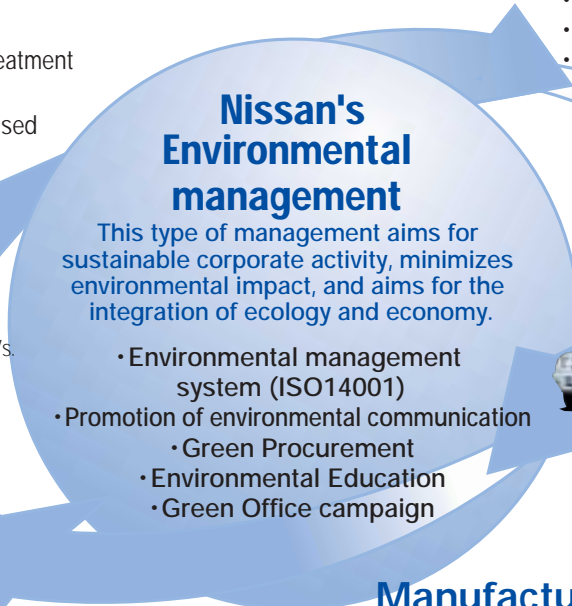 Nissan's
Environmental
management
This type of management aims for
sustainable corporate activity, minimizes
environmental impact, and aims for the
integration of ecology and economy.
・Environmental management
system (ISO14001)
・Promotion of environmental communication
・Green Procurement
・Environmental Education
・Green Office campaign